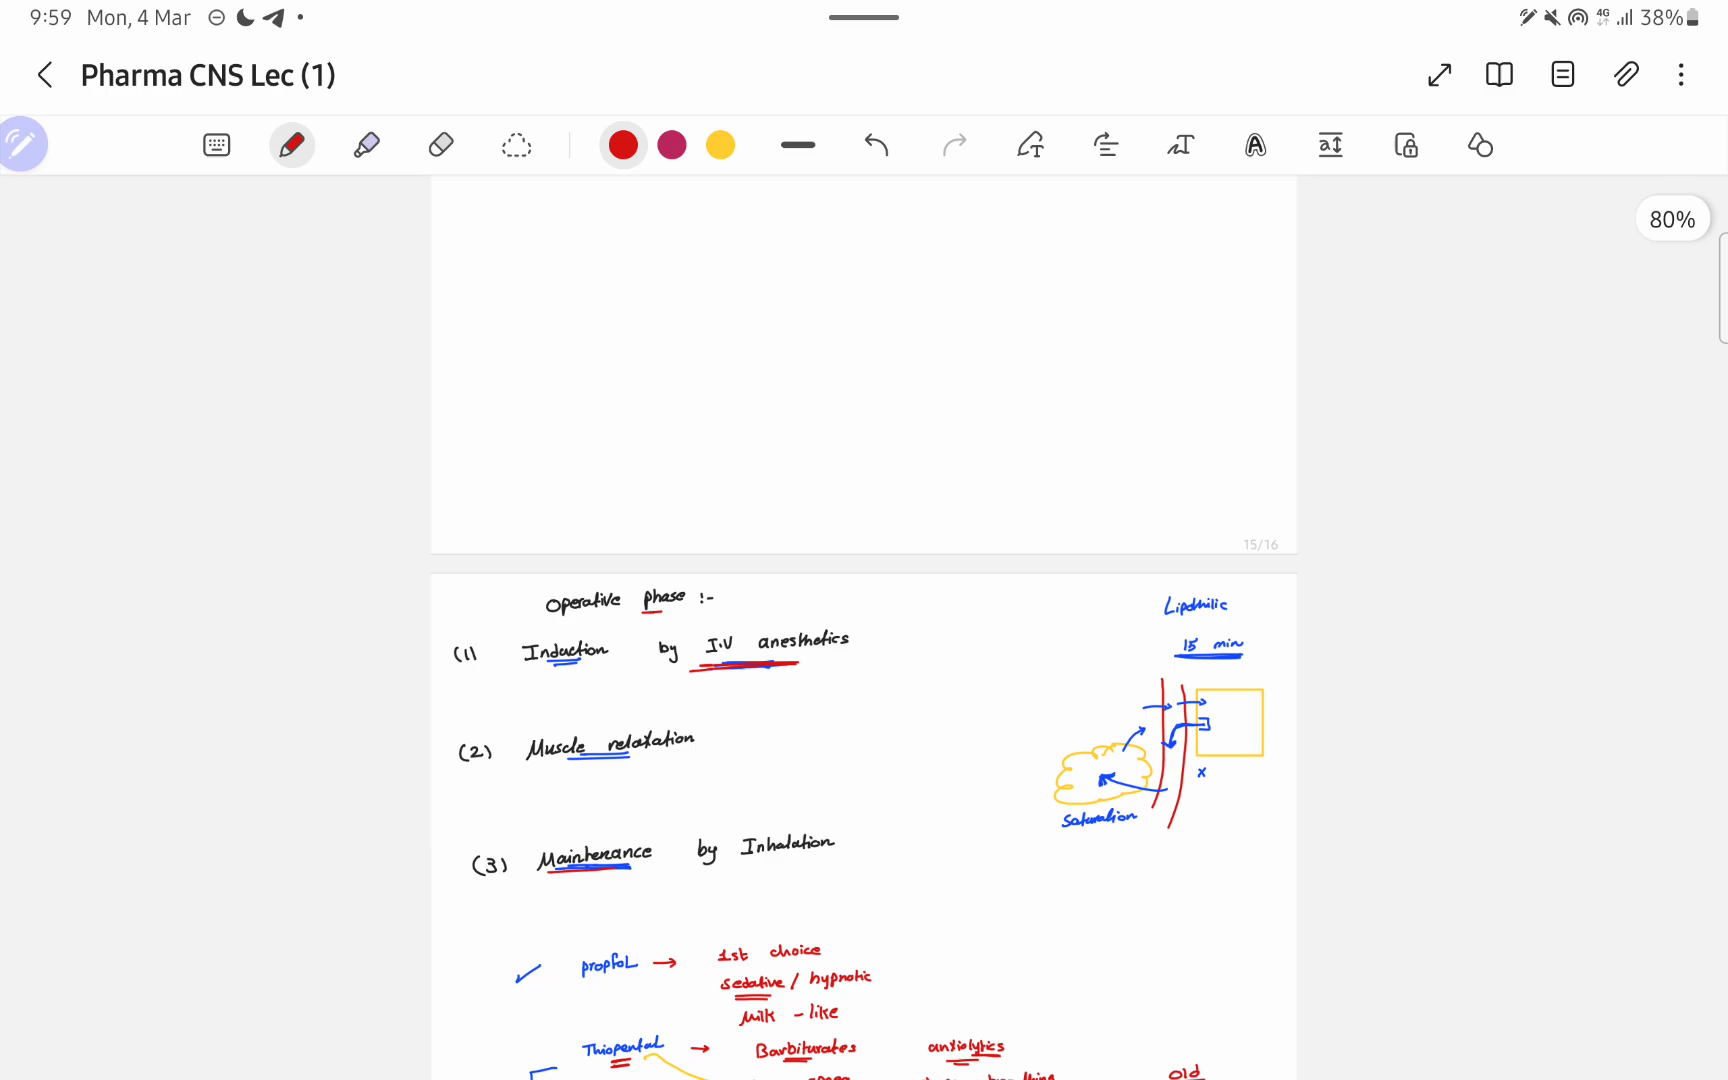 9:59 Mon, 4 Mar 4G 38%
Pharma CNS Lec (1)
80%
15/16
Operative phase :-
Lipophilic
(1) Induction by I.V anesthetics
15 min
(2) Muscle relaxation
x
Saturation
(3) Maintenance by Inhalation
propfol → 1st choice
Sedative / hypnotic
Milk - like
Thiopental → Barbiturates anxiolytics
old